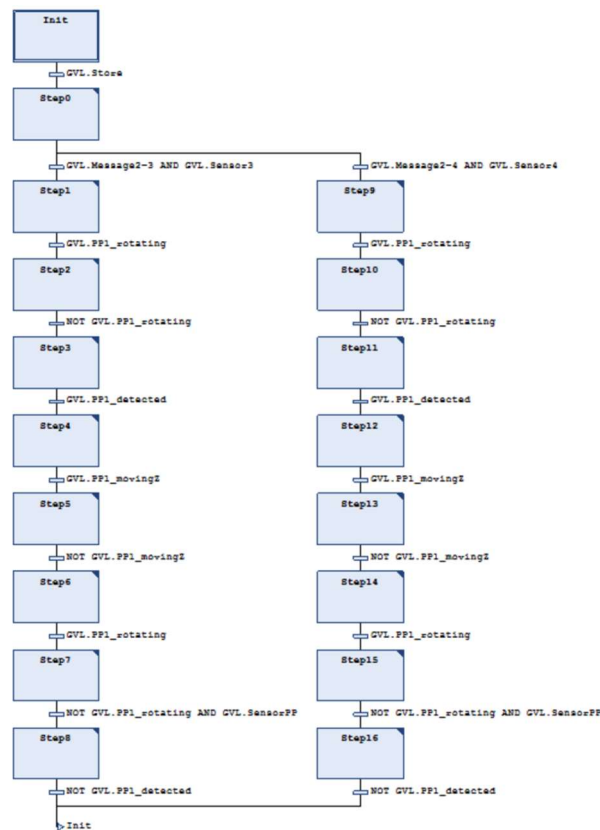 Init
GVL.Store
Step0
GVL.Message2-3 AND GVL.Sensor3
GVL.Message2-4 AND GVL.Sensor4
Step1
Step9
GVL.PP1_rotating
GVL.PP1_rotating
Step2
Step10
NOT GVL.PP1_rotating
NOT GVL.PP1_rotating
Step3
Step11
GVL.PP1_detected
GVL.PP1_detected
Step4
Step12
GVL.PP1_movingZ
GVL.PP1_movingZ
Step5
Step13
NOT GVL.PP1_movingZ
NOT GVL.PP1_movingZ
Step6
Step14
GVL.PP1_rotating
GVL.PP1_rotating
Step7
Step15
NOT GVL.PP1_rotating AND GVL.SensorPP
NOT GVL.PP1_rotating AND GVL.SensorPP
Step8
Step16
NOT GVL.PP1_detected
NOT GVL.PP1_detected
Init